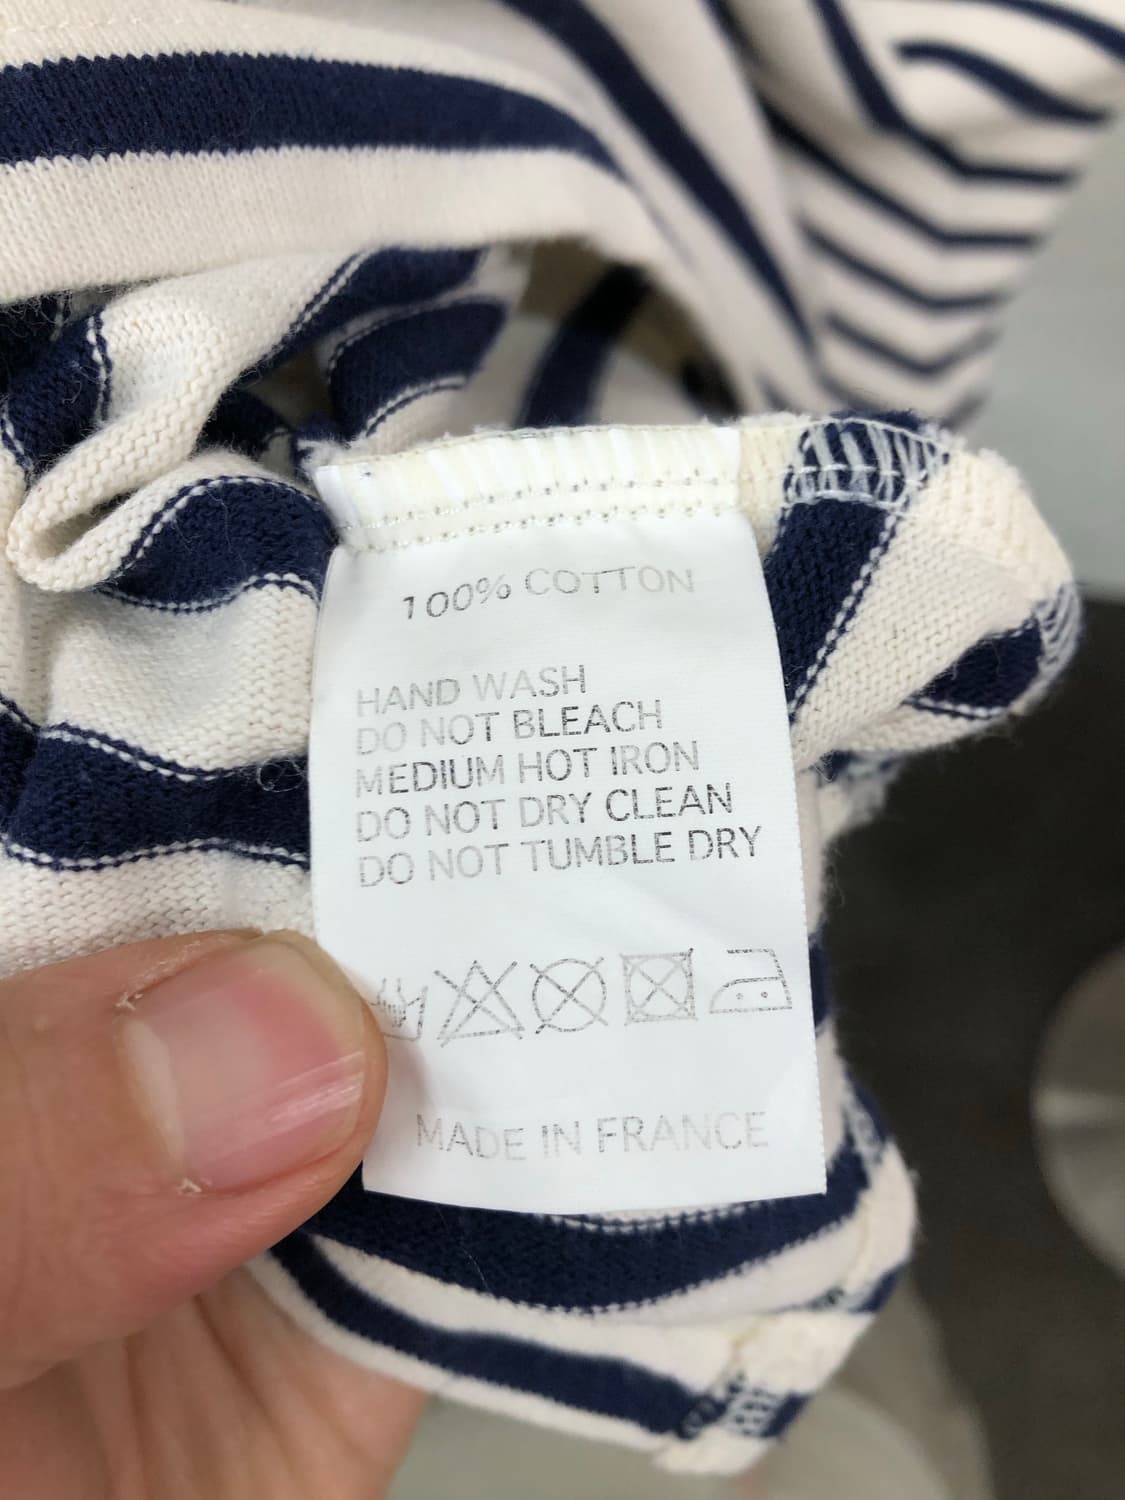 100% COTTON
HAND WASH
DO NOT BLEACH
MEDIUM HOT IRON
DO NOT DRY CLEAN
DO NOT TUMBLE DRY
MADE IN FRANCE